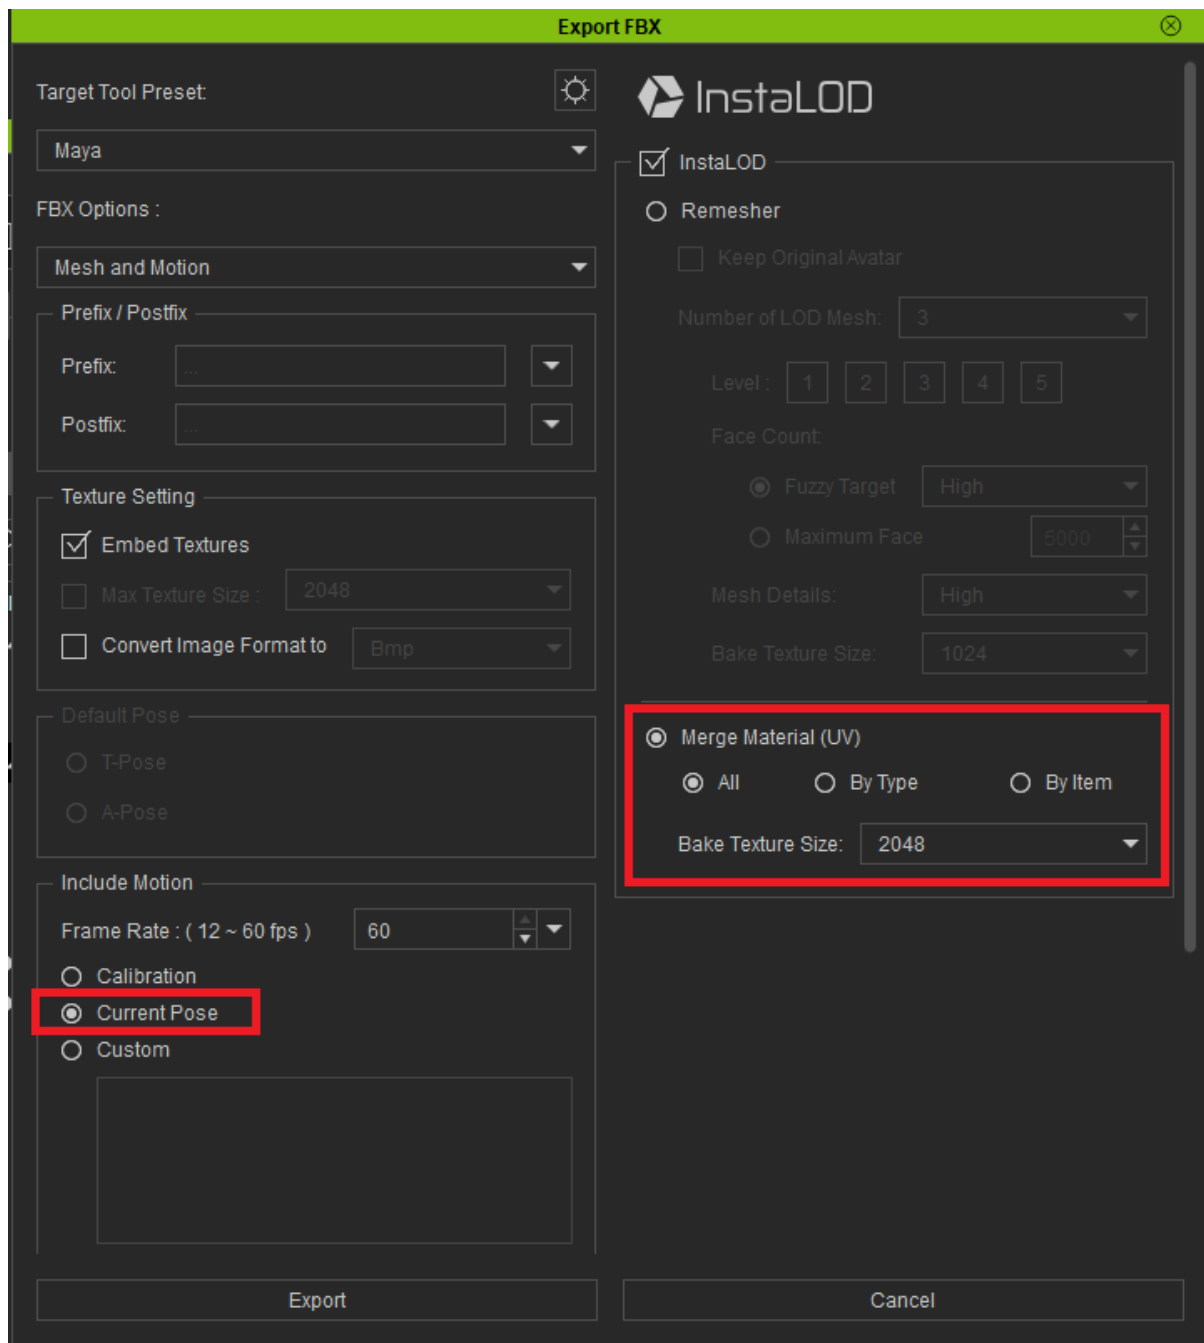 Export FBX
Target Tool Preset:
Maya
FBX Options :
Mesh and Motion
Prefix / Postfix
Prefix:
...
Postfix:
...
Texture Setting
Embed Textures
Max Texture Size :
2048
Convert Image Format to
Bmp
Default Pose
T-Pose
A-Pose
Include Motion
Frame Rate : ( 12 ~ 60 fps )
60
Calibration
Current Pose
Custom
Export
InstaLOD
InstaLOD
Remesher
Keep Original Avatar
Number of LOD Mesh:
3
Level : 1 2 3 4 5
Face Count:
Fuzzy Target
High
Maximum Face
5000
Mesh Details:
High
Bake Texture Size:
1024
Merge Material (UV)
All By Type By Item
Bake Texture Size:
2048
Cancel